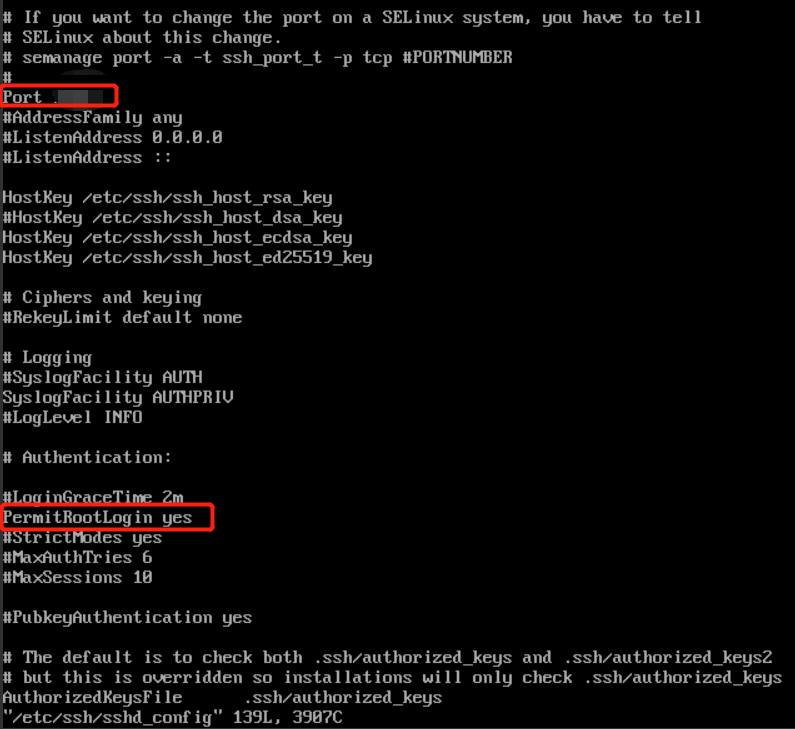 # If you want to change the port on a SELinux system, you have to tell
# SELinux about this change.
# semanage port -a -t ssh_port_t -p tcp #PORTNUMBER
#
Port
#AddressFamily any
#ListenAddress 0.0.0.0
#ListenAddress ::
HostKey /etc/ssh/ssh_host_rsa_key
#HostKey /etc/ssh/ssh_host_dsa_key
HostKey /etc/ssh/ssh_host_ecdsa_key
HostKey /etc/ssh/ssh_host_ed25519_key
# Ciphers and keying
#RekeyLimit default none
# Logging
#SyslogFacility AUTH
SyslogFacility AUTHPRIV
#LogLevel INFO
# Authentication:
#LoginGraceTime 2m
PermitRootLogin yes
#StrictModes yes
#MaxAuthTries 6
#MaxSessions 10
#PubkeyAuthentication yes
# The default is to check both .ssh/authorized_keys and .ssh/authorized_keys2
# but this is overridden so installations will only check .ssh/authorized_keys
AuthorizedKeysFile      .ssh/authorized_keys
"/etc/ssh/sshd_config" 139L, 3907C